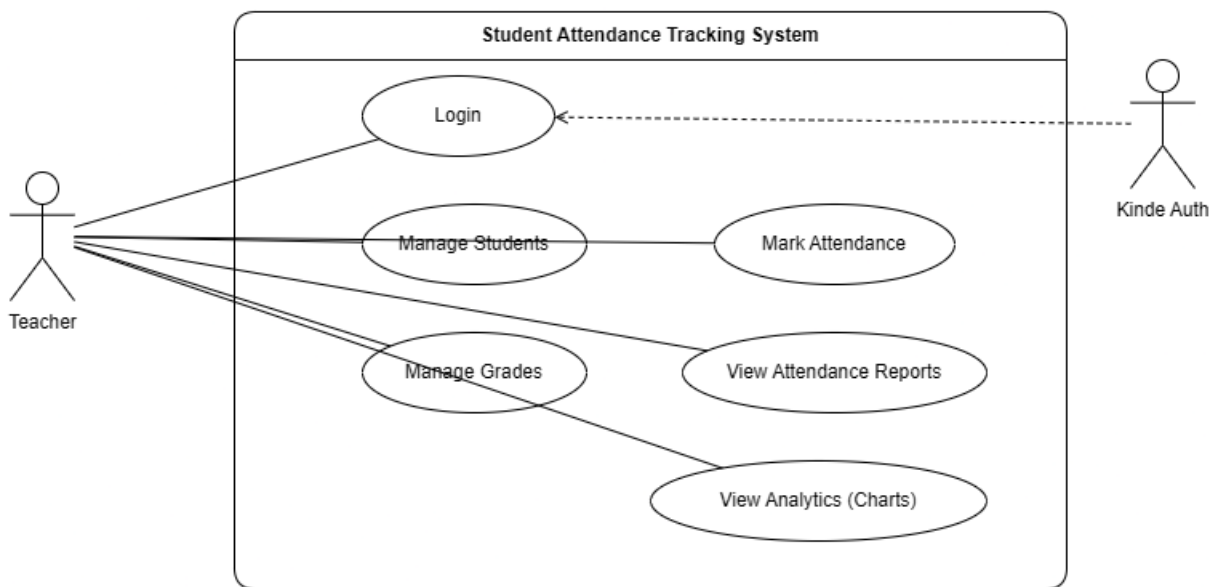 Student Attendance Tracking System
Login
Kinde Auth
Manage Students
Mark Attendance
Teacher
Manage Grades
View Attendance Reports
View Analytics (Charts)